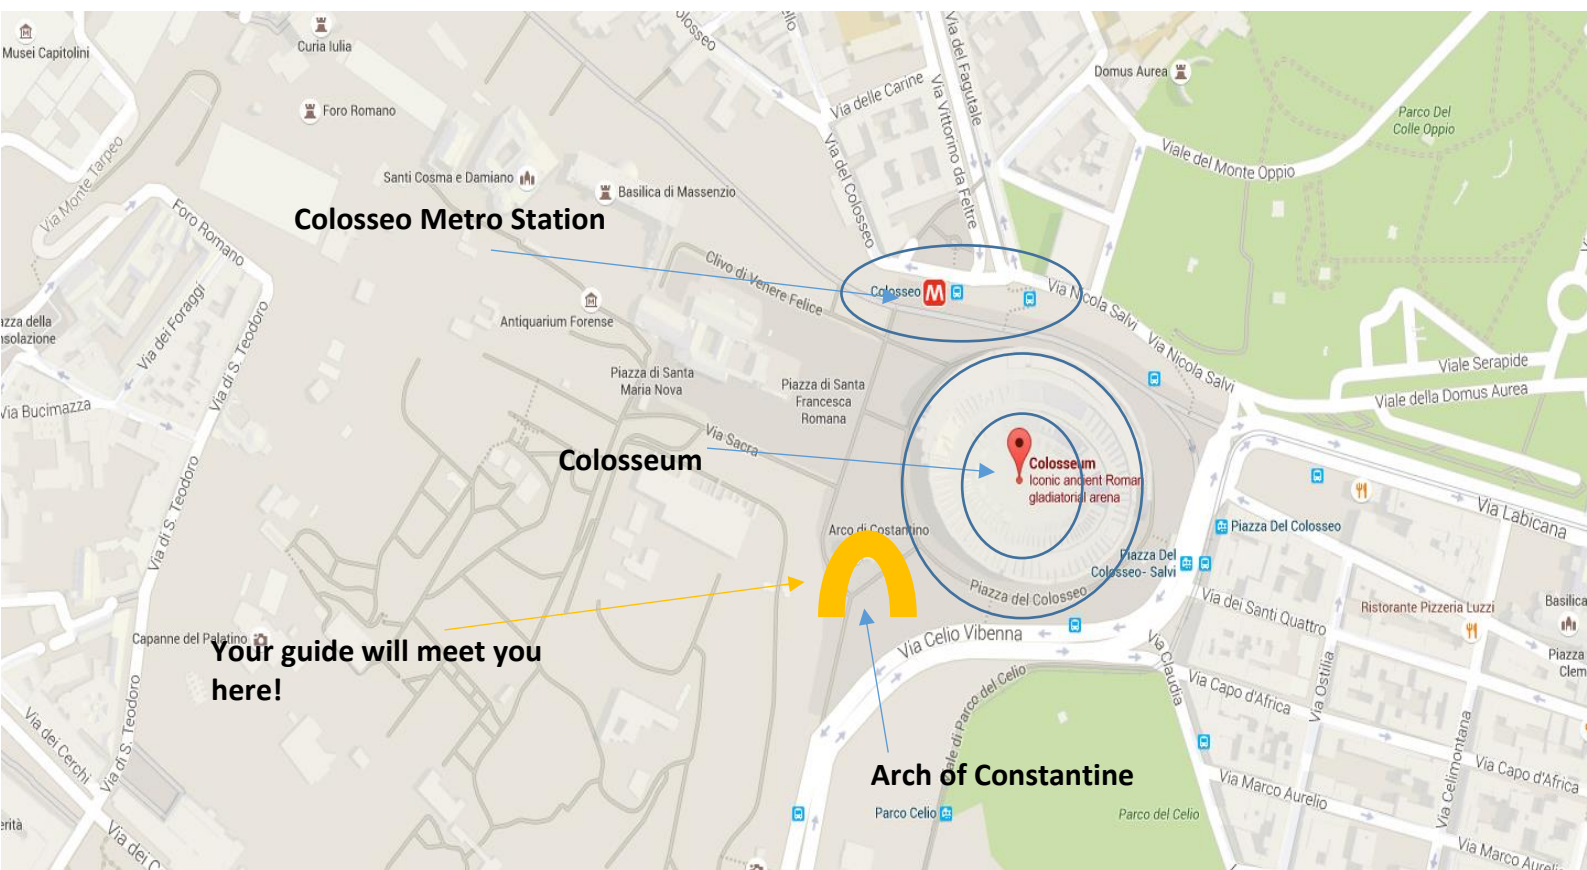 Musei Capitolini
Curia Iulia
Foro Romano
Via Monte Tarpeo
Foro Romano
Santi Cosma e Damiano
Basilica di Massenzio
Colosseo Metro Station
Colosseo
Via del Colosseo
Via delle Carine
Via del Fagutale
Via Vittorino da Feltre
Domus Aurea
Parco Del
Colle Oppio
Viale del Monte Oppio
Clivo di Venere Felice
Colosseo
M
Via Nicola Salvi
Via Nicola Salvi
Antiquarium Forense
Via dei Foraggi
Via di S. Teodoro
Via Bucimazza
Piazza di Santa
Maria Nova
Piazza di Santa
Francesca
Romana
Viale Serapide
Viale della Domus Aurea
Via Sacra
Colosseum
Colosseum
Iconic ancient Roman
gladiatorial arena
Via Labicana
Via di S. Teodoro
Arco di Costantino
Piazza Del Colosseo
Piazza Del
Colosseo- Salvi
Piazza del Colosseo
Via dei Santi Quattro
Ristorante Pizzeria Luzzi
Basilica
Piazza
Clem
Capanne del Palatino
Your guide will meet you
here!
Via Celio Vibenna
Via Claudia
Via Capo d'Africa
Via Ostilia
Via Celimontana
Via Capo d'Africa
Via dei Cerchi
Via di S. Teodoro
Arch of Constantine
Via Marco Aurelio
Parco Celio
Parco del Celio
Via Marco Aurelio